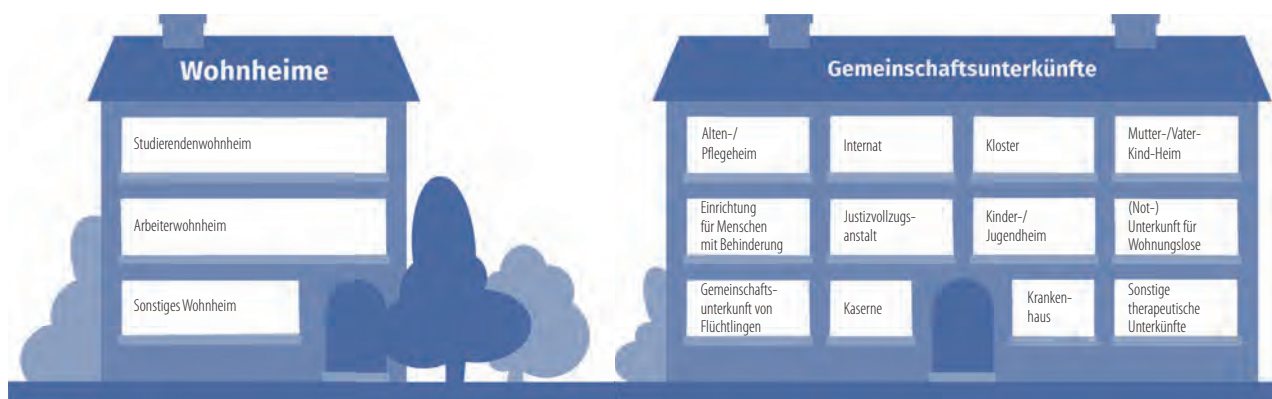 Wohnheime
Studierendenwohnheim
Arbeiterwohnheim
Sonstiges Wohnheim
Gemeinschaftsunterkünfte
Alten-/
Pflegeheim
Internat
Kloster
Mutter-/Vater-
Kind-Heim
Einrichtung
für Menschen
mit Behinderung
Justizvollzugs-
anstalt
Kinder-/
Jugendheim
(Not-)
Unterkunft für
Wohnungslose
Gemeinschafts-
unterkunft von
Flüchtlingen
Kaserne
Kranken-
haus
Sonstige
therapeutische
Unterkünfte